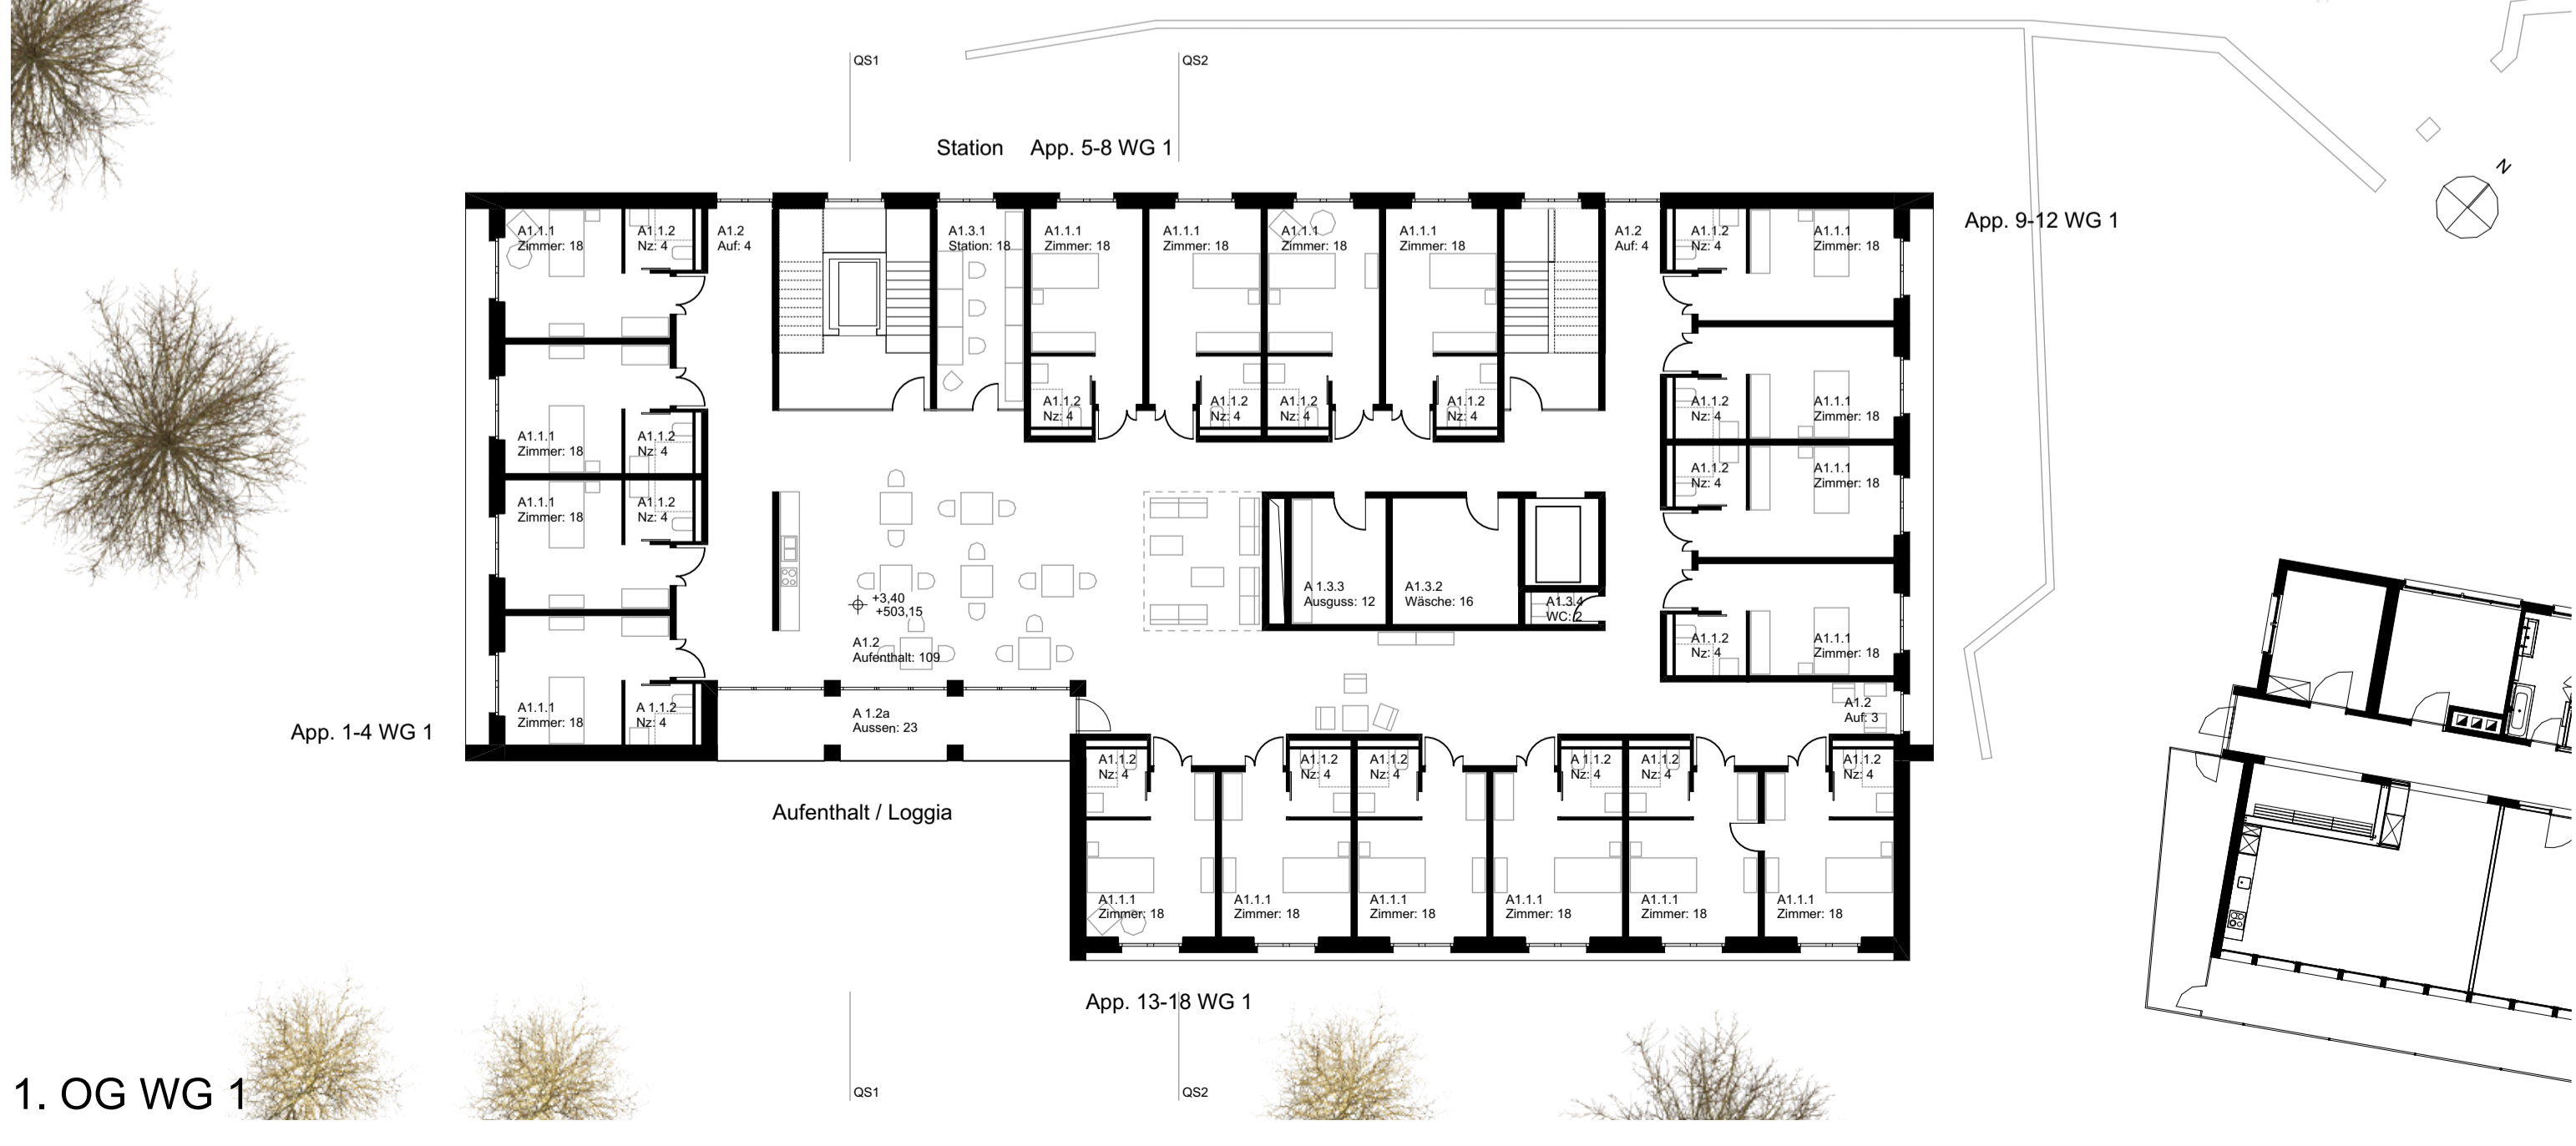 QS1
QS2
Station App. 5-8 WG 1
N
App. 9-12 WG 1
A1.1.1
Zimmer: 18
A1.1.2
Nz: 4
A1.2
Auf: 4
A1.3.1
Station: 18
A1.1.1
Zimmer: 18
A1.1.1
Zimmer: 18
A1.1.1
Zimmer: 18
A1.1.1
Zimmer: 18
A1.2
Auf: 4
A1.1.2
Nz: 4
A1.1.1
Zimmer: 18
A1.1.2
Nz: 4
A1.1.2
Nz: 4
A1.1.2
Nz: 4
A1.1.2
Nz: 4
A1.1.2
Nz: 4
A1.1.1
Zimmer: 18
A1.1.1
Zimmer: 18
A1.1.2
Nz: 4
A1.1.2
Nz: 4
A1.1.1
Zimmer: 18
A1.1.1
Zimmer: 18
A1.1.2
Nz: 4
+3,40
+503,15
A 1.3.3
Ausguss: 12
A1.3.2
Wäsche: 16
A1.3.4
WC: 2
A1.2
Aufenthalt: 109
A1.1.2
Nz: 4
A1.1.1
Zimmer: 18
A1.1.1
Zimmer: 18
A 1.1.2
Nz: 4
A 1.2a
Aussen: 23
A1.2
Auf: 3
App. 1-4 WG 1
A1.1.2
Nz: 4
A1.1.2
Nz: 4
A1.1.2
Nz: 4
A1.1.2
Nz: 4
A1.1.2
Nz: 4
A1.1.2
Nz: 4
Aufenthalt / Loggia
A1.1.1
Zimmer: 18
A1.1.1
Zimmer: 18
A1.1.1
Zimmer: 18
A1.1.1
Zimmer: 18
A1.1.1
Zimmer: 18
A1.1.1
Zimmer: 18
App. 13-18 WG 1
1. OG WG 1
QS1
QS2